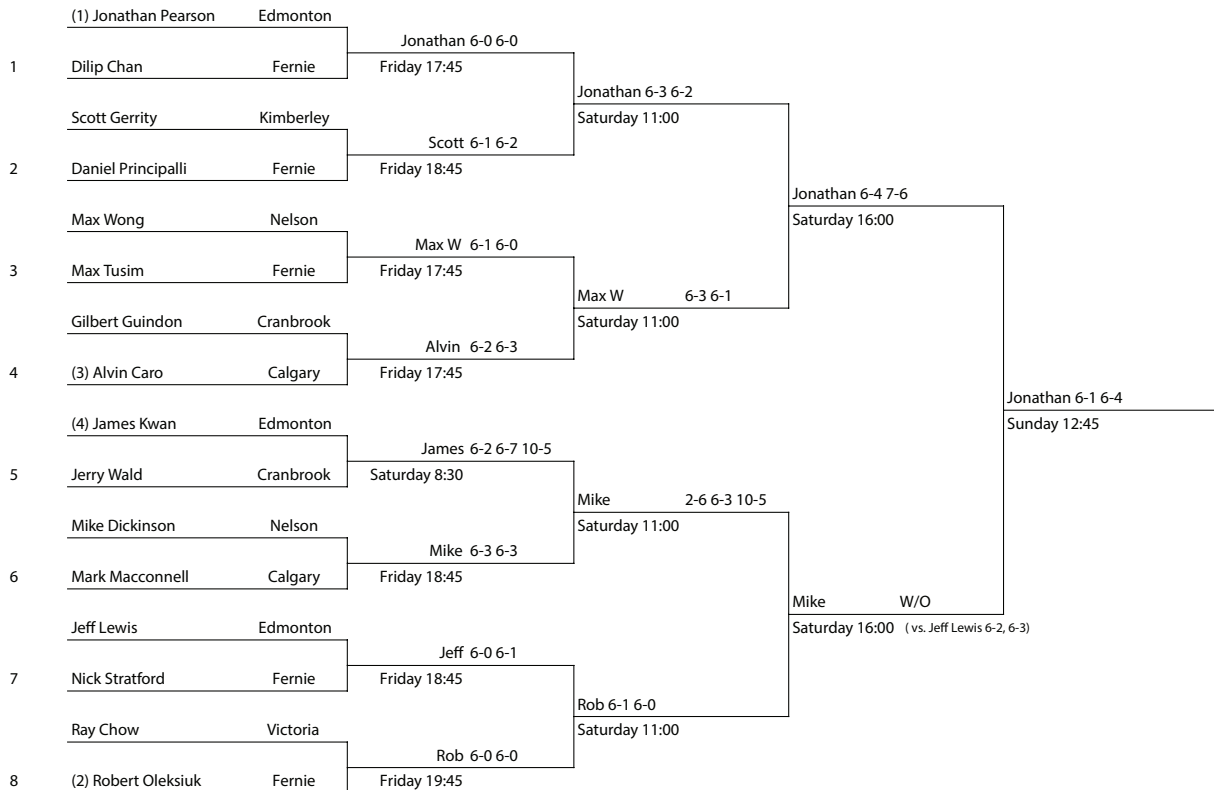 (1) Jonathan Pearson Edmonton
Jonathan 6-0 6-0
1 Dilip Chan Fernie Friday 17:45
Jonathan 6-3 6-2
Scott Gerrity Kimberley Saturday 11:00
Scott 6-1 6-2
2 Daniel Principalli Fernie Friday 18:45
Jonathan 6-4 7-6
Max Wong Nelson Saturday 16:00
Max W 6-1 6-0
3 Max Tusim Fernie Friday 17:45
Max W 6-3 6-1
Gilbert Guindon Cranbrook Saturday 11:00
Alvin 6-2 6-3
4 (3) Alvin Caro Calgary Friday 17:45
Jonathan 6-1 6-4
(4) James Kwan Edmonton Sunday 12:45
James 6-2 6-7 10-5
5 Jerry Wald Cranbrook Saturday 8:30
Mike 2-6 6-3 10-5
Mike Dickinson Nelson Saturday 11:00
Mike 6-3 6-3
6 Mark Macconnell Calgary Friday 18:45
Mike W/O
Jeff Lewis Edmonton Saturday 16:00 ( vs. Jeff Lewis 6-2, 6-3)
Jeff 6-0 6-1
7 Nick Stratford Fernie Friday 18:45
Rob 6-1 6-0
Ray Chow Victoria Saturday 11:00
Rob 6-0 6-0
8 (2) Robert Oleksiuk Fernie Friday 19:45